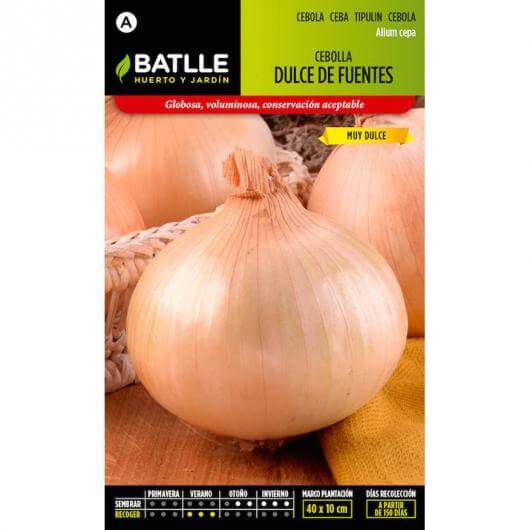 A
BATLLE
HUERTO Y JARDÍN
CEBOLA CEBA TIPULIN CEBOLA
Alium cepa
CEBOLLA
DULCE DE FUENTES
Globosa, voluminosa, conservación aceptable
MUY DULCE
PRIMAVERA VERANO OTOÑO INVIERNO
SEMBRAR
RECOGER
MARCO PLANTACIÓN
40 x 10 cm
DÍAS RECOLECCIÓN
A PARTIR
DE 150 DÍAS